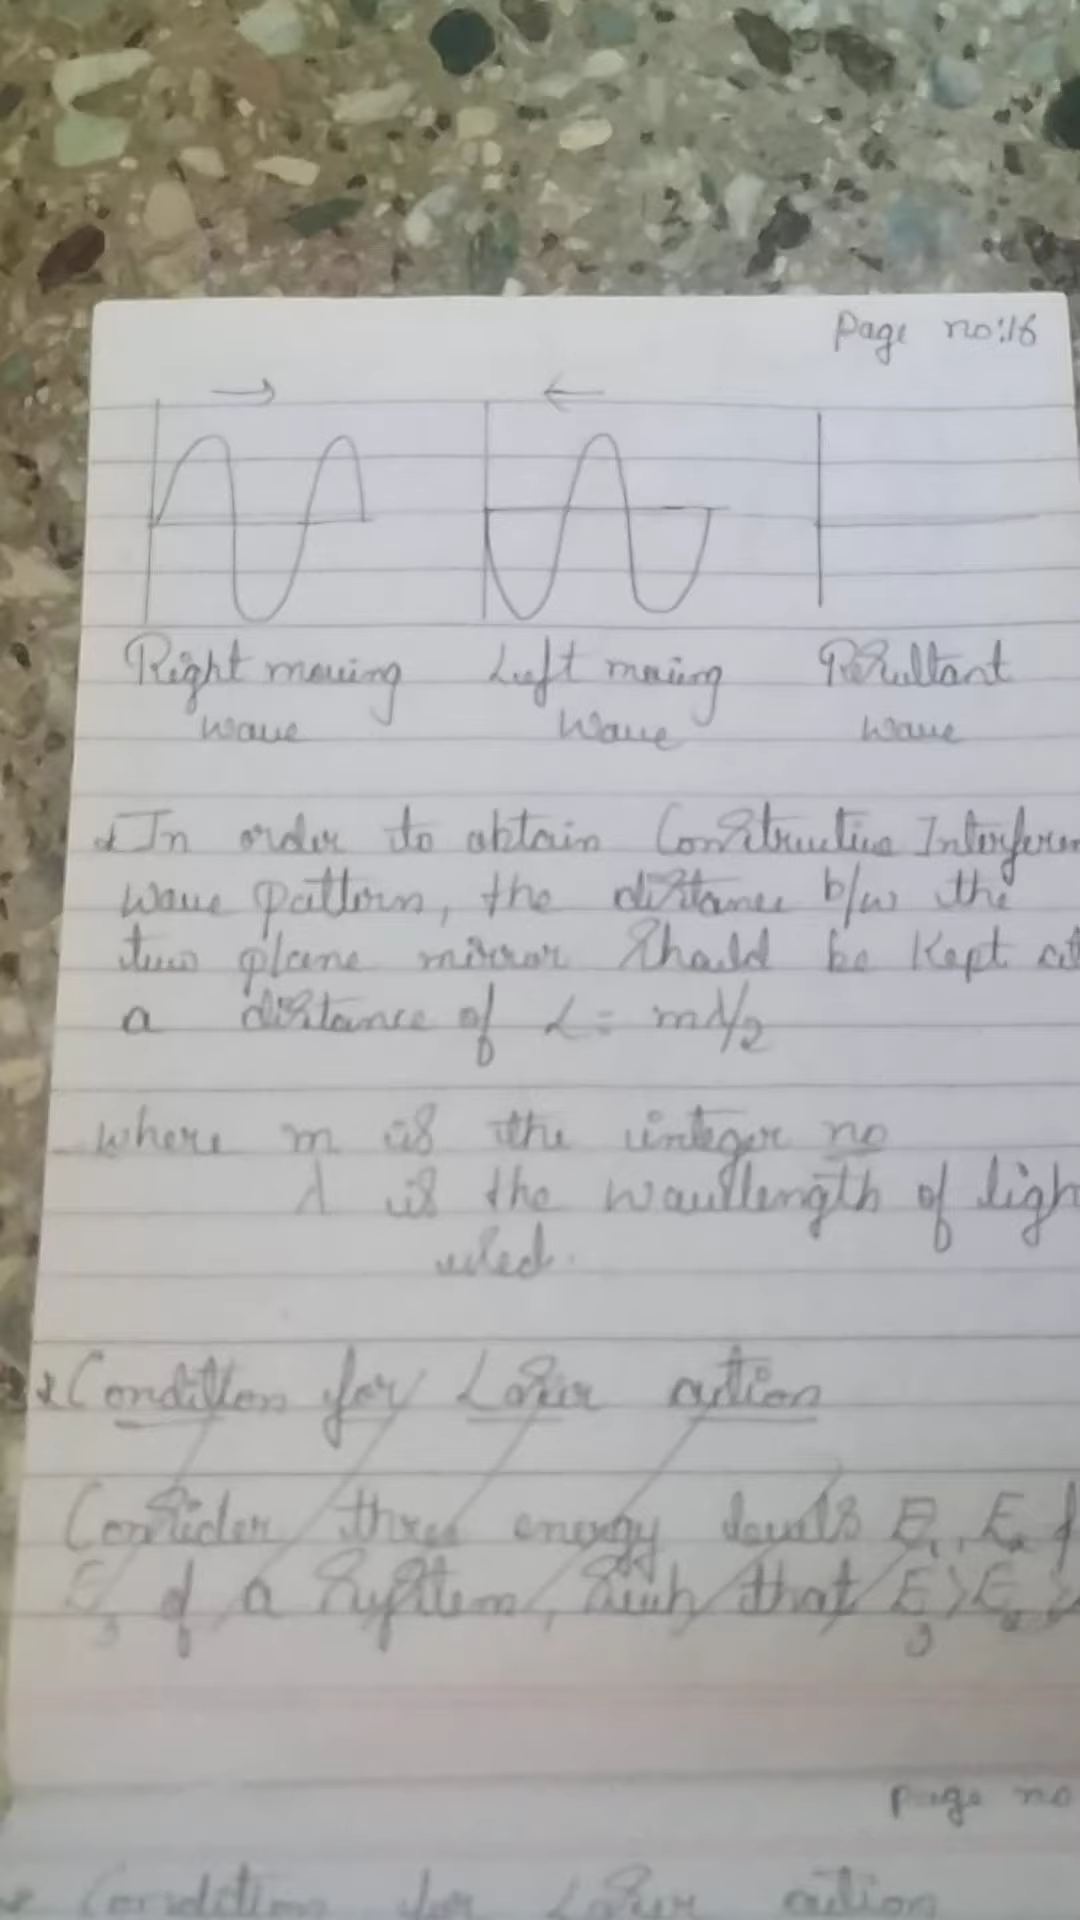 Page no:16
Right moving Left moving Resultant
wave wave wave
In order to obtain Constructive Interferen
wave pattern, the distance b/w the
two plane mirror should be kept at
a distance of L = mλ/2
where m is the integer no
λ is the wavelength of ligh
used.
Condition for Laser action
Consider three energy levels E₁, E₂ &
E₃ of a system, such that E₃>E₂>
page no
Condition for Laser action